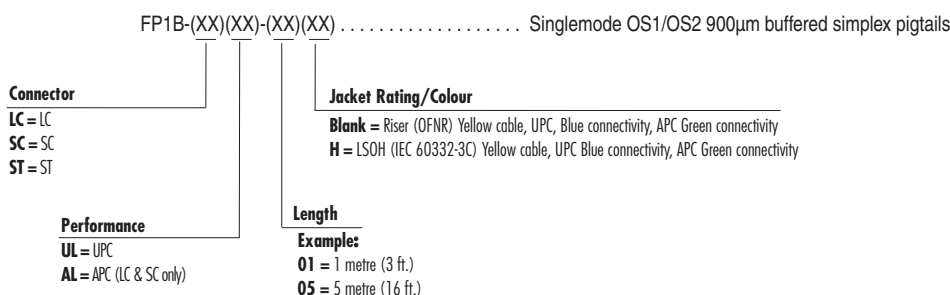 FP1B-(XX)(XX)-(XX)(XX) . . . . . . . . . . . . . . . . . . . Singlemode OS1/OS2 900µm buffered simplex pigtails
Connector
LC = LC
SC = SC
ST = ST
Jacket Rating/Colour
Blank = Riser (OFNR) Yellow cable, UPC, Blue connectivity, APC Green connectivity
H = LSOH (IEC 60332-3C) Yellow cable, UPC Blue connectivity, APC Green connectivity
Performance
UL = UPC
AL = APC (LC & SC only)
Length
Example:
01 = 1 metre (3 ft.)
05 = 5 metre (16 ft.)